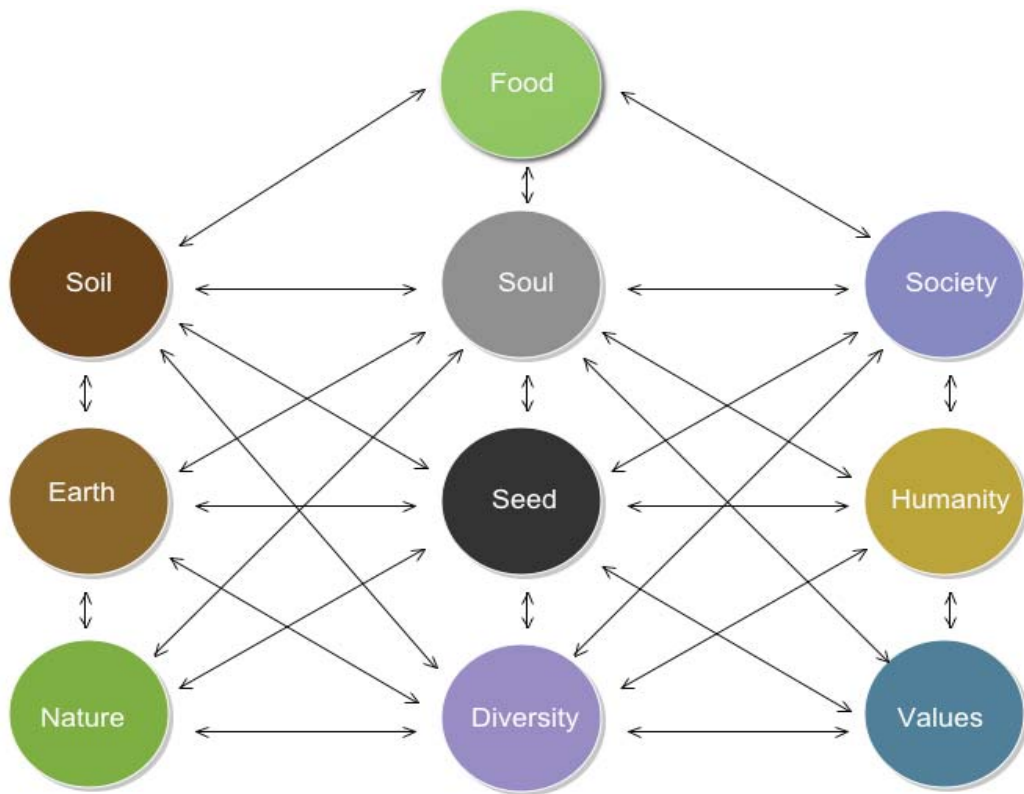 Food
Soil
Soul
Society
Earth
Seed
Humanity
Nature
Diversity
Values